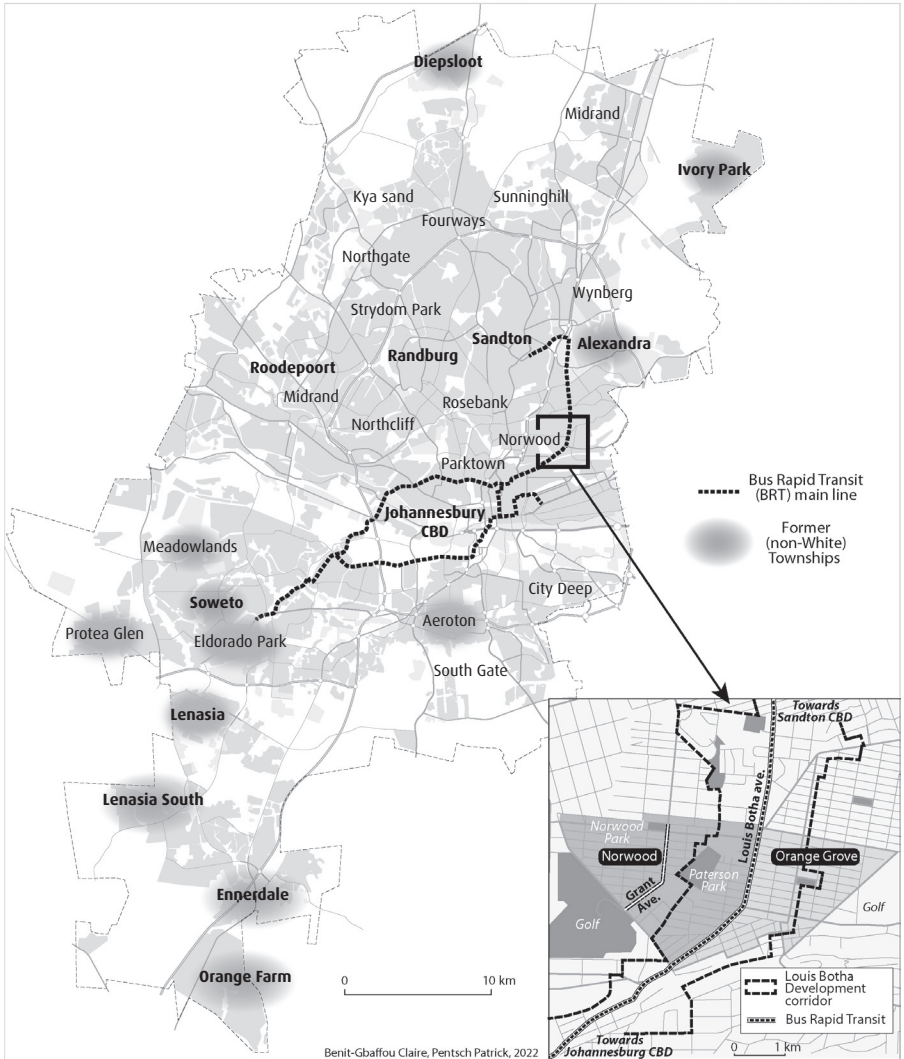 Diepsloot
Midrand
Ivory Park
Kya sand
Sunninghill
Fourways
Northgate
Wynberg
Strydom Park
Sandton
Alexandra
Randburg
Roodepoort
Midrand
Rosebank
Northcliff
Norwood
Parktown
Bus Rapid Transit
(BRT) main line
Johannesbury
CBD
Former
(non-White)
Townships
Meadowlands
City Deep
Soweto
Aeroton
Protea Glen
Eldorado Park
South Gate
Lenasia
Lenasia South
Ennerdale
Orange Farm
0 10 km
Benit-Gbaffou Claire, Pentsch Patrick, 2022
Towards
Sandton CBD
Louis Botha ave.
Norwood
Park
Norwood
Orange Grove
Paterson
Park
Grant
Ave.
Golf
Golf
Louis Botha
Development
corridor
Bus Rapid Transit
Towards
Johannesburg CBD
0 1 km